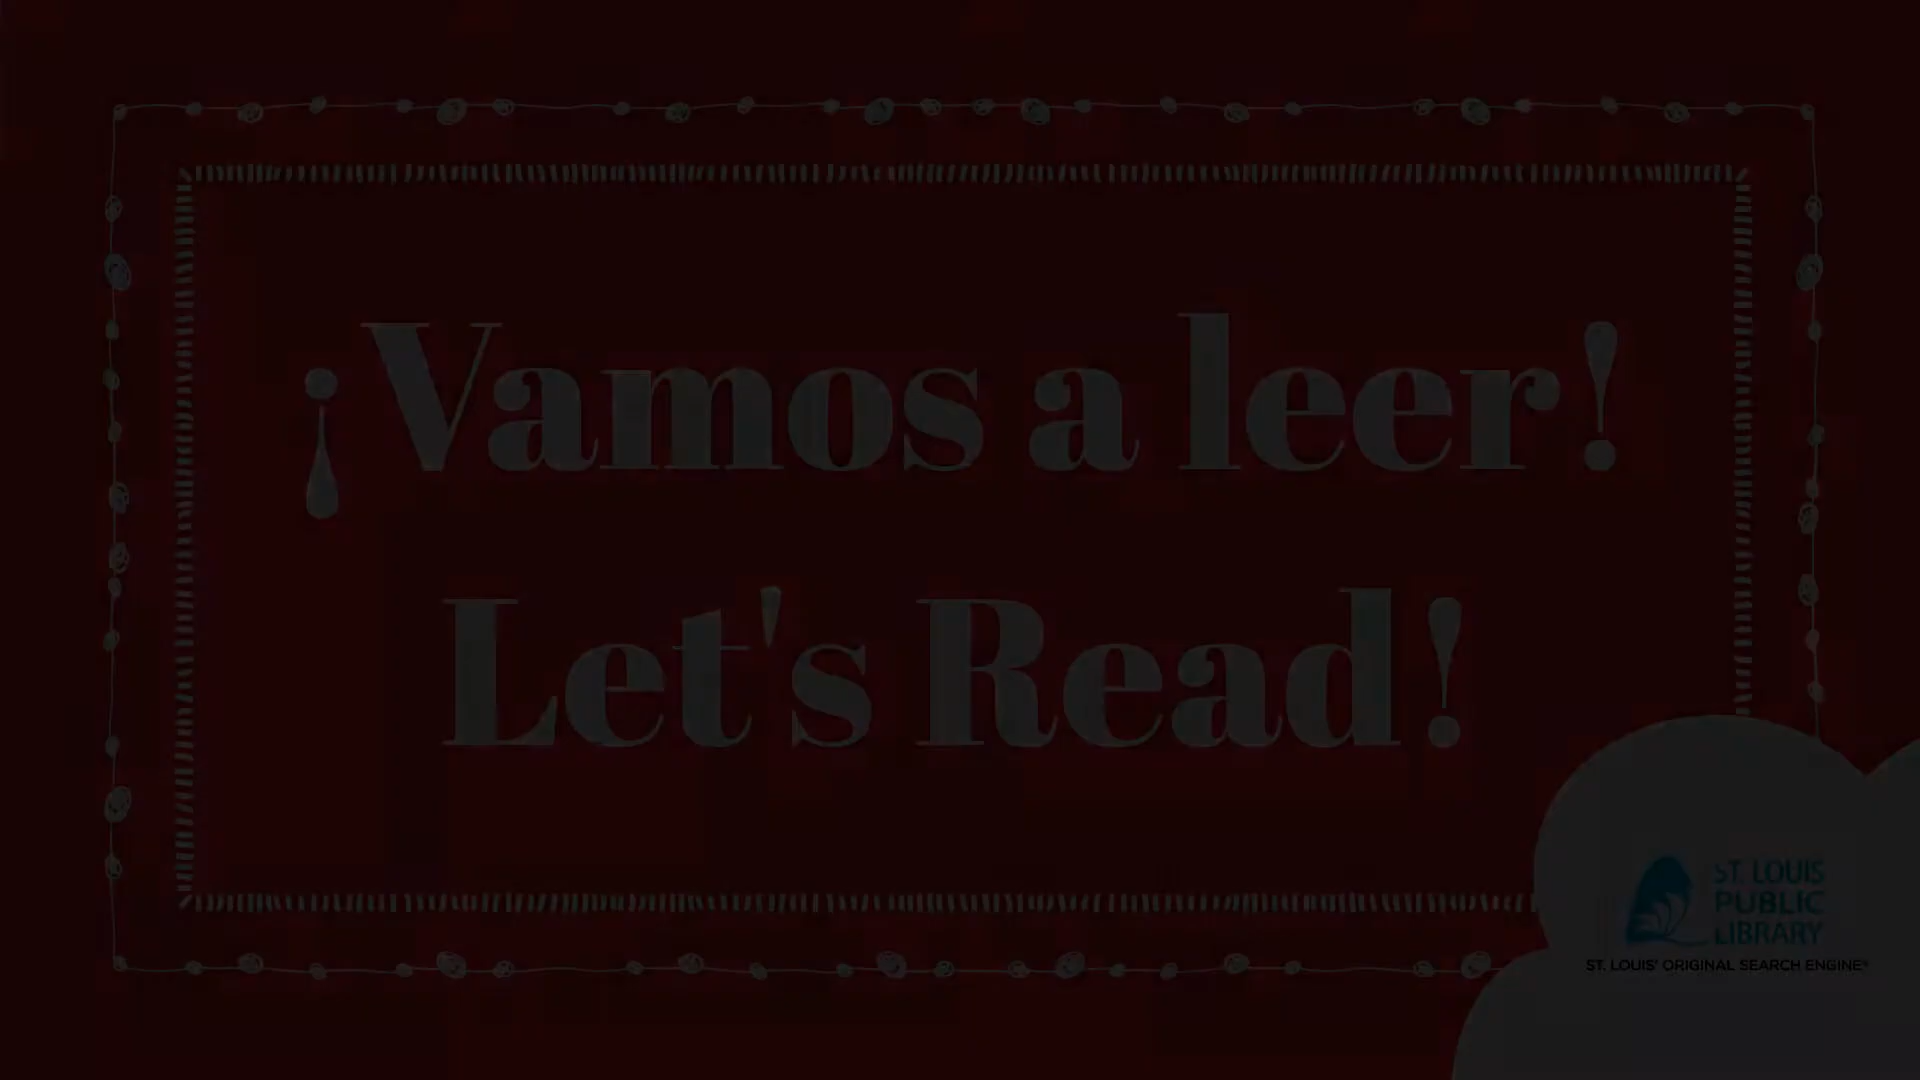 ¡Vamos a leer!
Let's Read!
ST. LOUIS
PUBLIC
LIBRARY
ST. LOUIS' ORIGINAL SEARCH ENGINE®